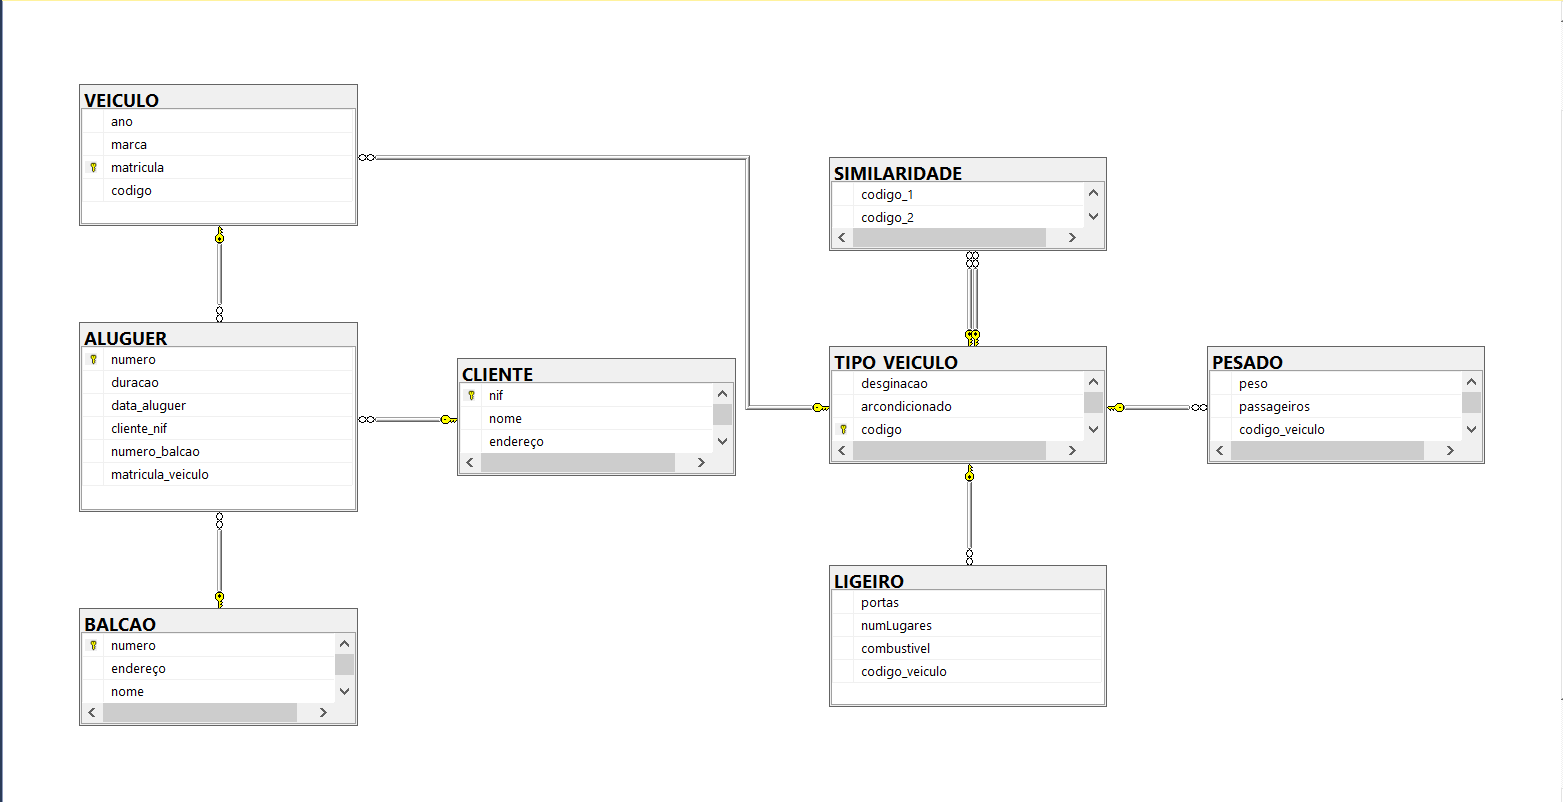 VEICULO
ano
marca
matricula
codigo
ALUGUER
numero
duracao
data_aluguer
cliente_nif
numero_balcao
matricula_veiculo
BALCAO
numero
endereço
nome
CLIENTE
nif
nome
endereço
SIMILARIDADE
codigo_1
codigo_2
TIPO_VEICULO
desginacao
arcondicionado
codigo
LIGEIRO
portas
numLugares
combustivel
codigo_veiculo
PESADO
peso
passageiros
codigo_veiculo